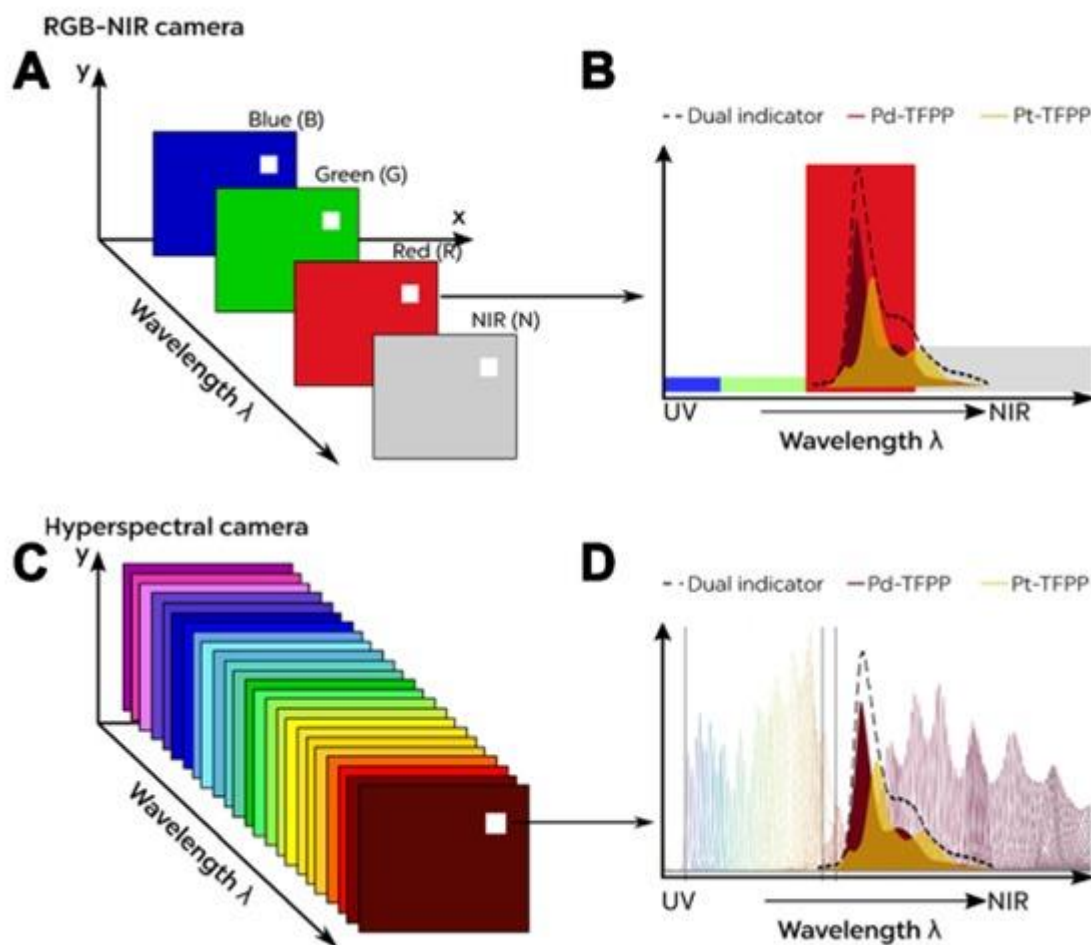 RGB-NIR camera
A
y
Blue (B)
Green (G)
x
Red (R)
NIR (N)
Wavelength λ
B
Dual indicator Pd-TFPP Pt-TFPP
UV NIR
Wavelength λ
Hyperspectral camera
C
y
Wavelength λ
D
Dual indicator Pd-TFPP Pt-TFPP
UV NIR
Wavelength λ